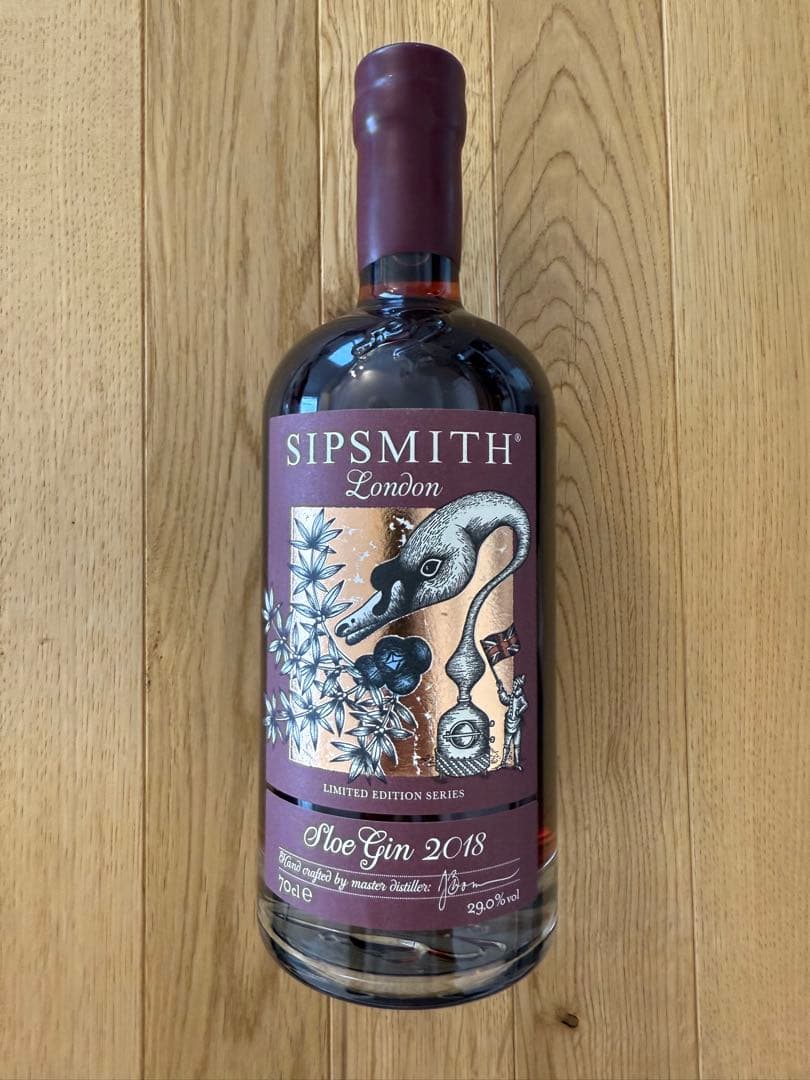 SIPSMITH®
London
LIMITED EDITION SERIES
Sloe Gin 2018
Hand crafted by master distiller:
70cl ℮
29.0% vol